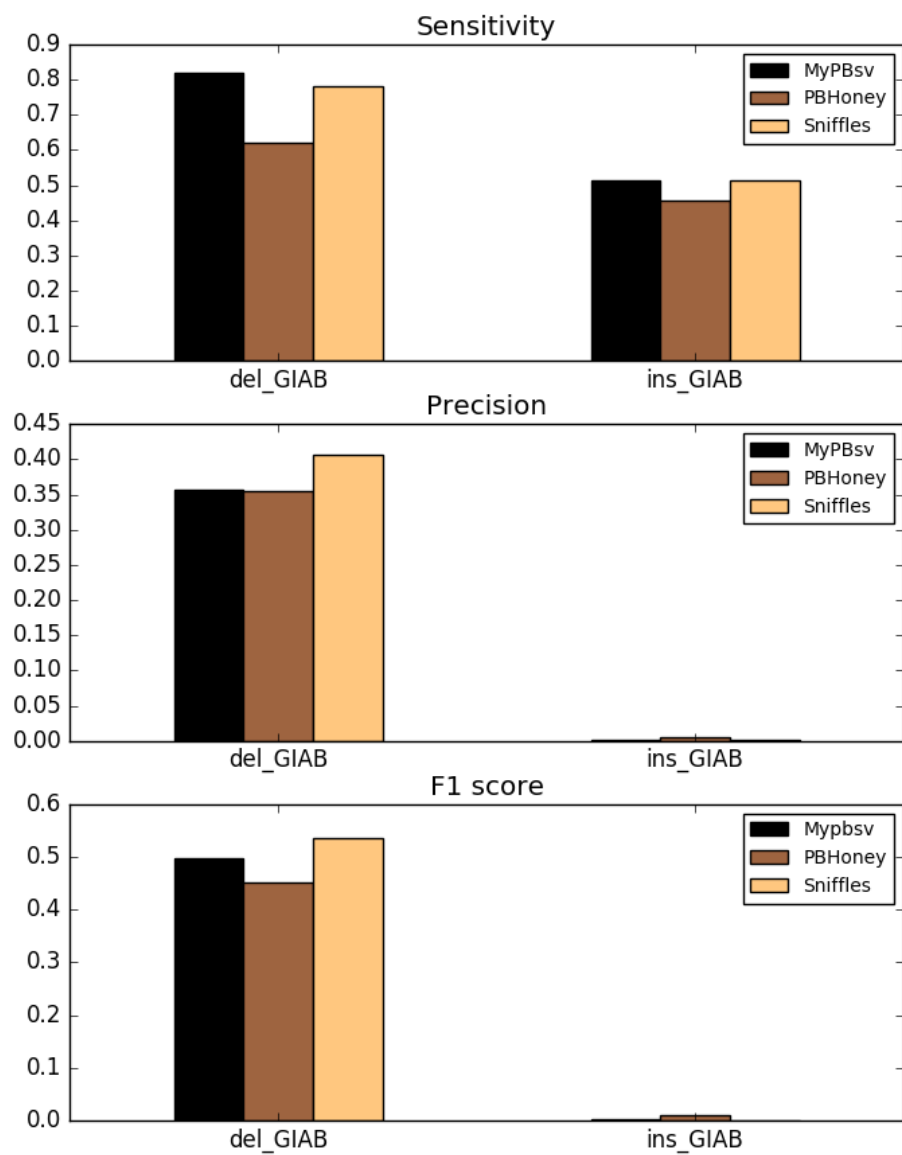 Sensitivity
0.9
0.8
0.7
0.6
0.5
0.4
0.3
0.2
0.1
0.0
MyPBsv
PBHoney
Sniffles
del_GIAB
ins_GIAB
Precision
0.45
0.40
0.35
0.30
0.25
0.20
0.15
0.10
0.05
0.00
MyPBsv
PBHoney
Sniffles
del_GIAB
ins_GIAB
F1 score
0.6
0.5
0.4
0.3
0.2
0.1
0.0
Mypbsv
PBHoney
Sniffles
del_GIAB
ins_GIAB